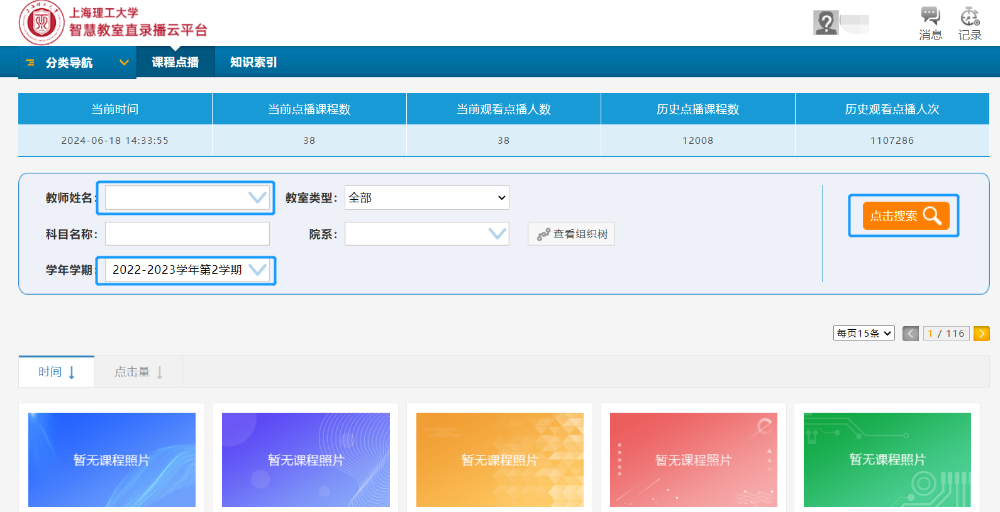 上海理工大学
智慧教室直录播云平台
消息
记录
分类导航
课程点播
知识索引
当前时间
当前点播课程数
当前观看点播人数
历史点播课程数
历史观看点播人次
2024-06-18 14:33:55
38
38
12008
1107286
教师姓名:
教室类型: 全部
点击搜索
科目名称:
院系:
查看组织树
学年学期: 2022-2023学年第2学期
每页15条
1 / 116
时间
点击量
暂无课程照片
暂无课程照片
暂无课程照片
暂无课程照片
暂无课程照片